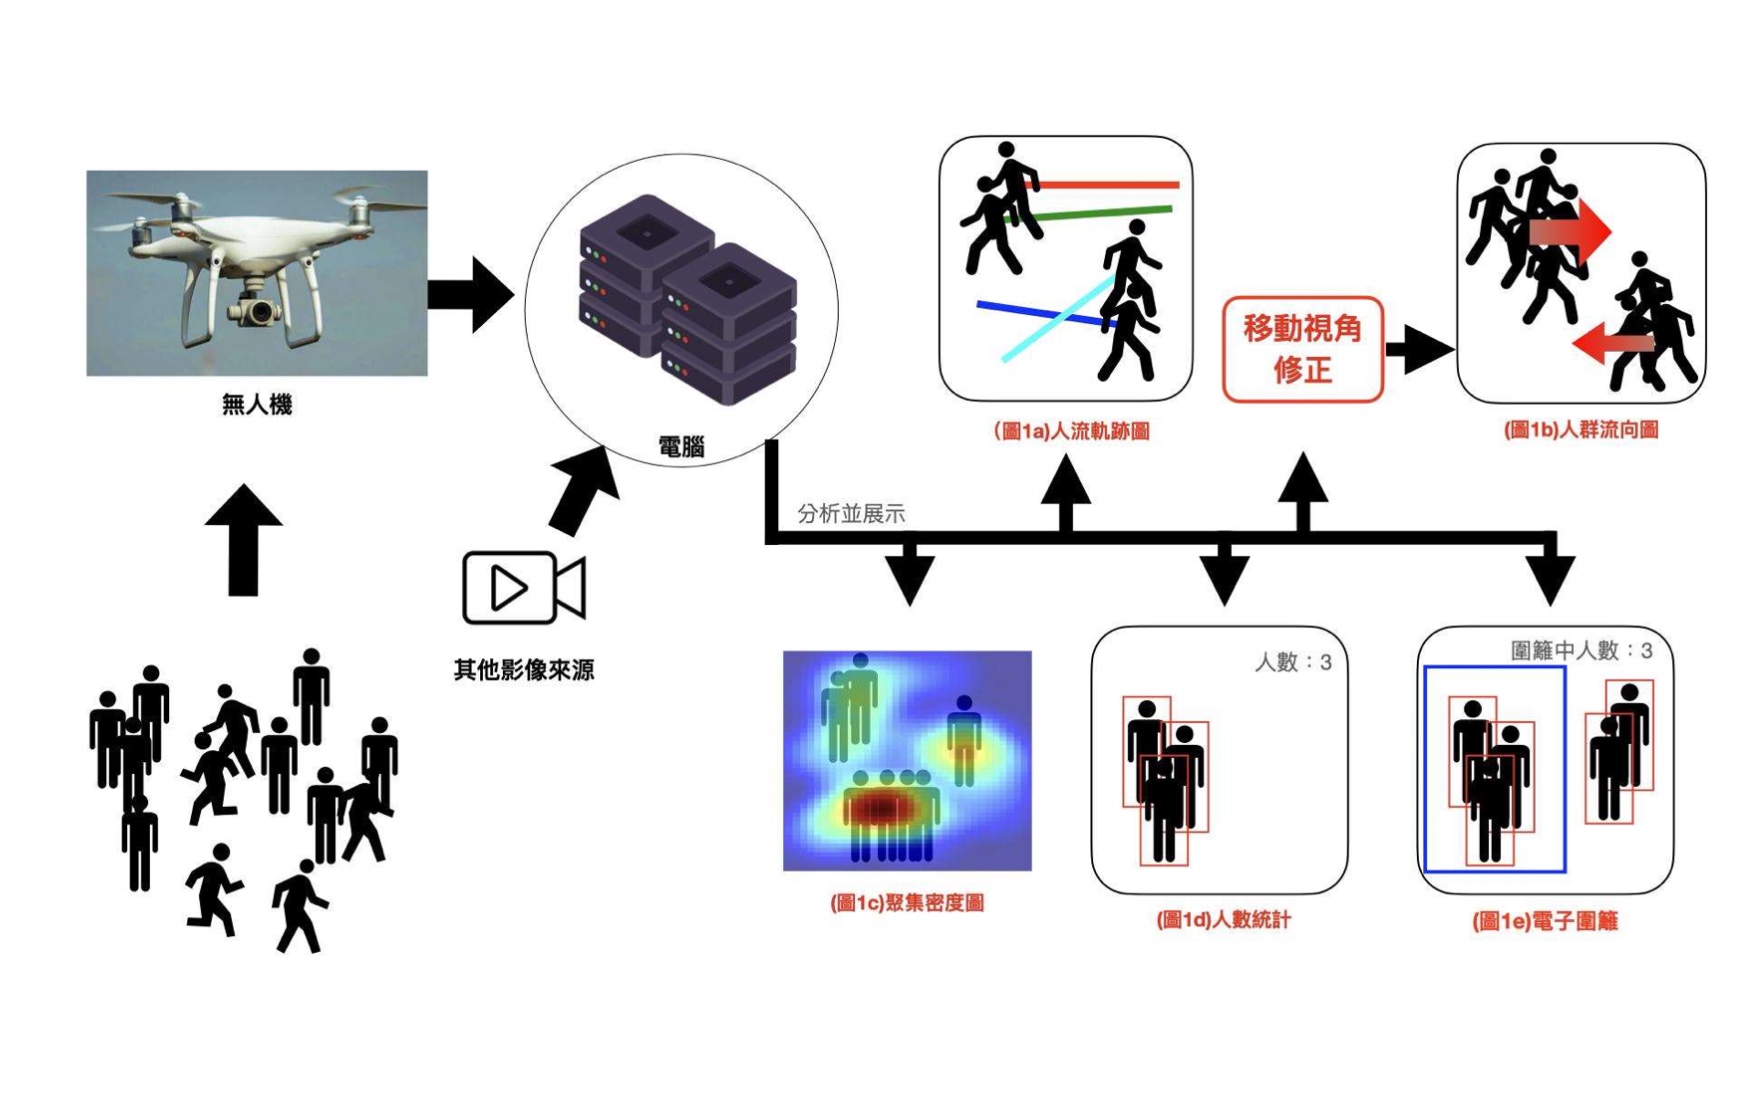 無人機
電腦
其他影像來源
分析並展示
(圖1a)人流軌跡圖
移動視角
修正
(圖1b)人群流向圖
(圖1c)聚集密度圖
人數：3
(圖1d)人數統計
圍籬中人數：3
(圖1e)電子圍籬